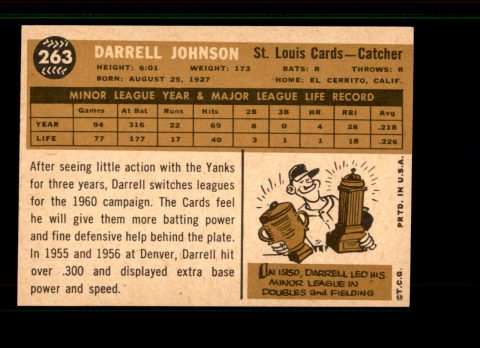 263
DARRELL JOHNSON St. Louis Cards—Catcher
HEIGHT: 6:01 WEIGHT: 173 BATS: R THROWS: R
BORN: AUGUST 25, 1927 HOME: EL CERRITO, CALIF.
MINOR LEAGUE YEAR & MAJOR LEAGUE LIFE RECORD
Games At Bat Runs Hits 2B 3B HR RBI Avg
YEAR 94 316 22 69 8 0 4 28 .218
LIFE 77 177 17 40 3 1 1 18 .226
After seeing little action with the Yanks
for three years, Darrell switches leagues
for the 1960 campaign. The Cards feel
he will give them more batting power
and fine defensive help behind the plate.
In 1955 and 1956 at Denver, Darrell hit
over .300 and displayed extra base
power and speed.
IN 1950, DARRELL LED HIS
MINOR LEAGUE IN
DOUBLES and FIELDING
©T.C.G. PRTD. IN U.S.A.